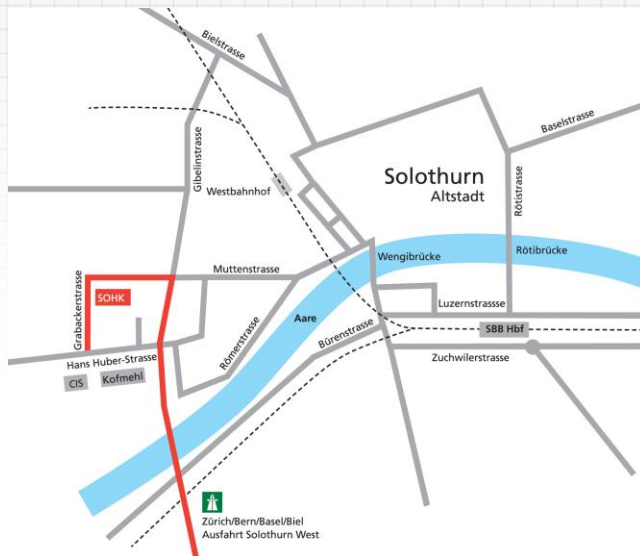 Bielstrasse
Baselstrasse
Gibelinstrasse
Westbahnhof
Solothurn
Altstadt
Rötistrasse
Wengibrücke
Rötibrücke
Muttenstrasse
Grabackerstrasse
SOHK
Aare
Luzernstrassse
Römerstrasse
Bürenstrasse
SBB Hbf
Hans Huber-Strasse
Zuchwilerstrasse
CIS
Kofmehl
Zürich/Bern/Basel/Biel
Ausfahrt Solothurn West